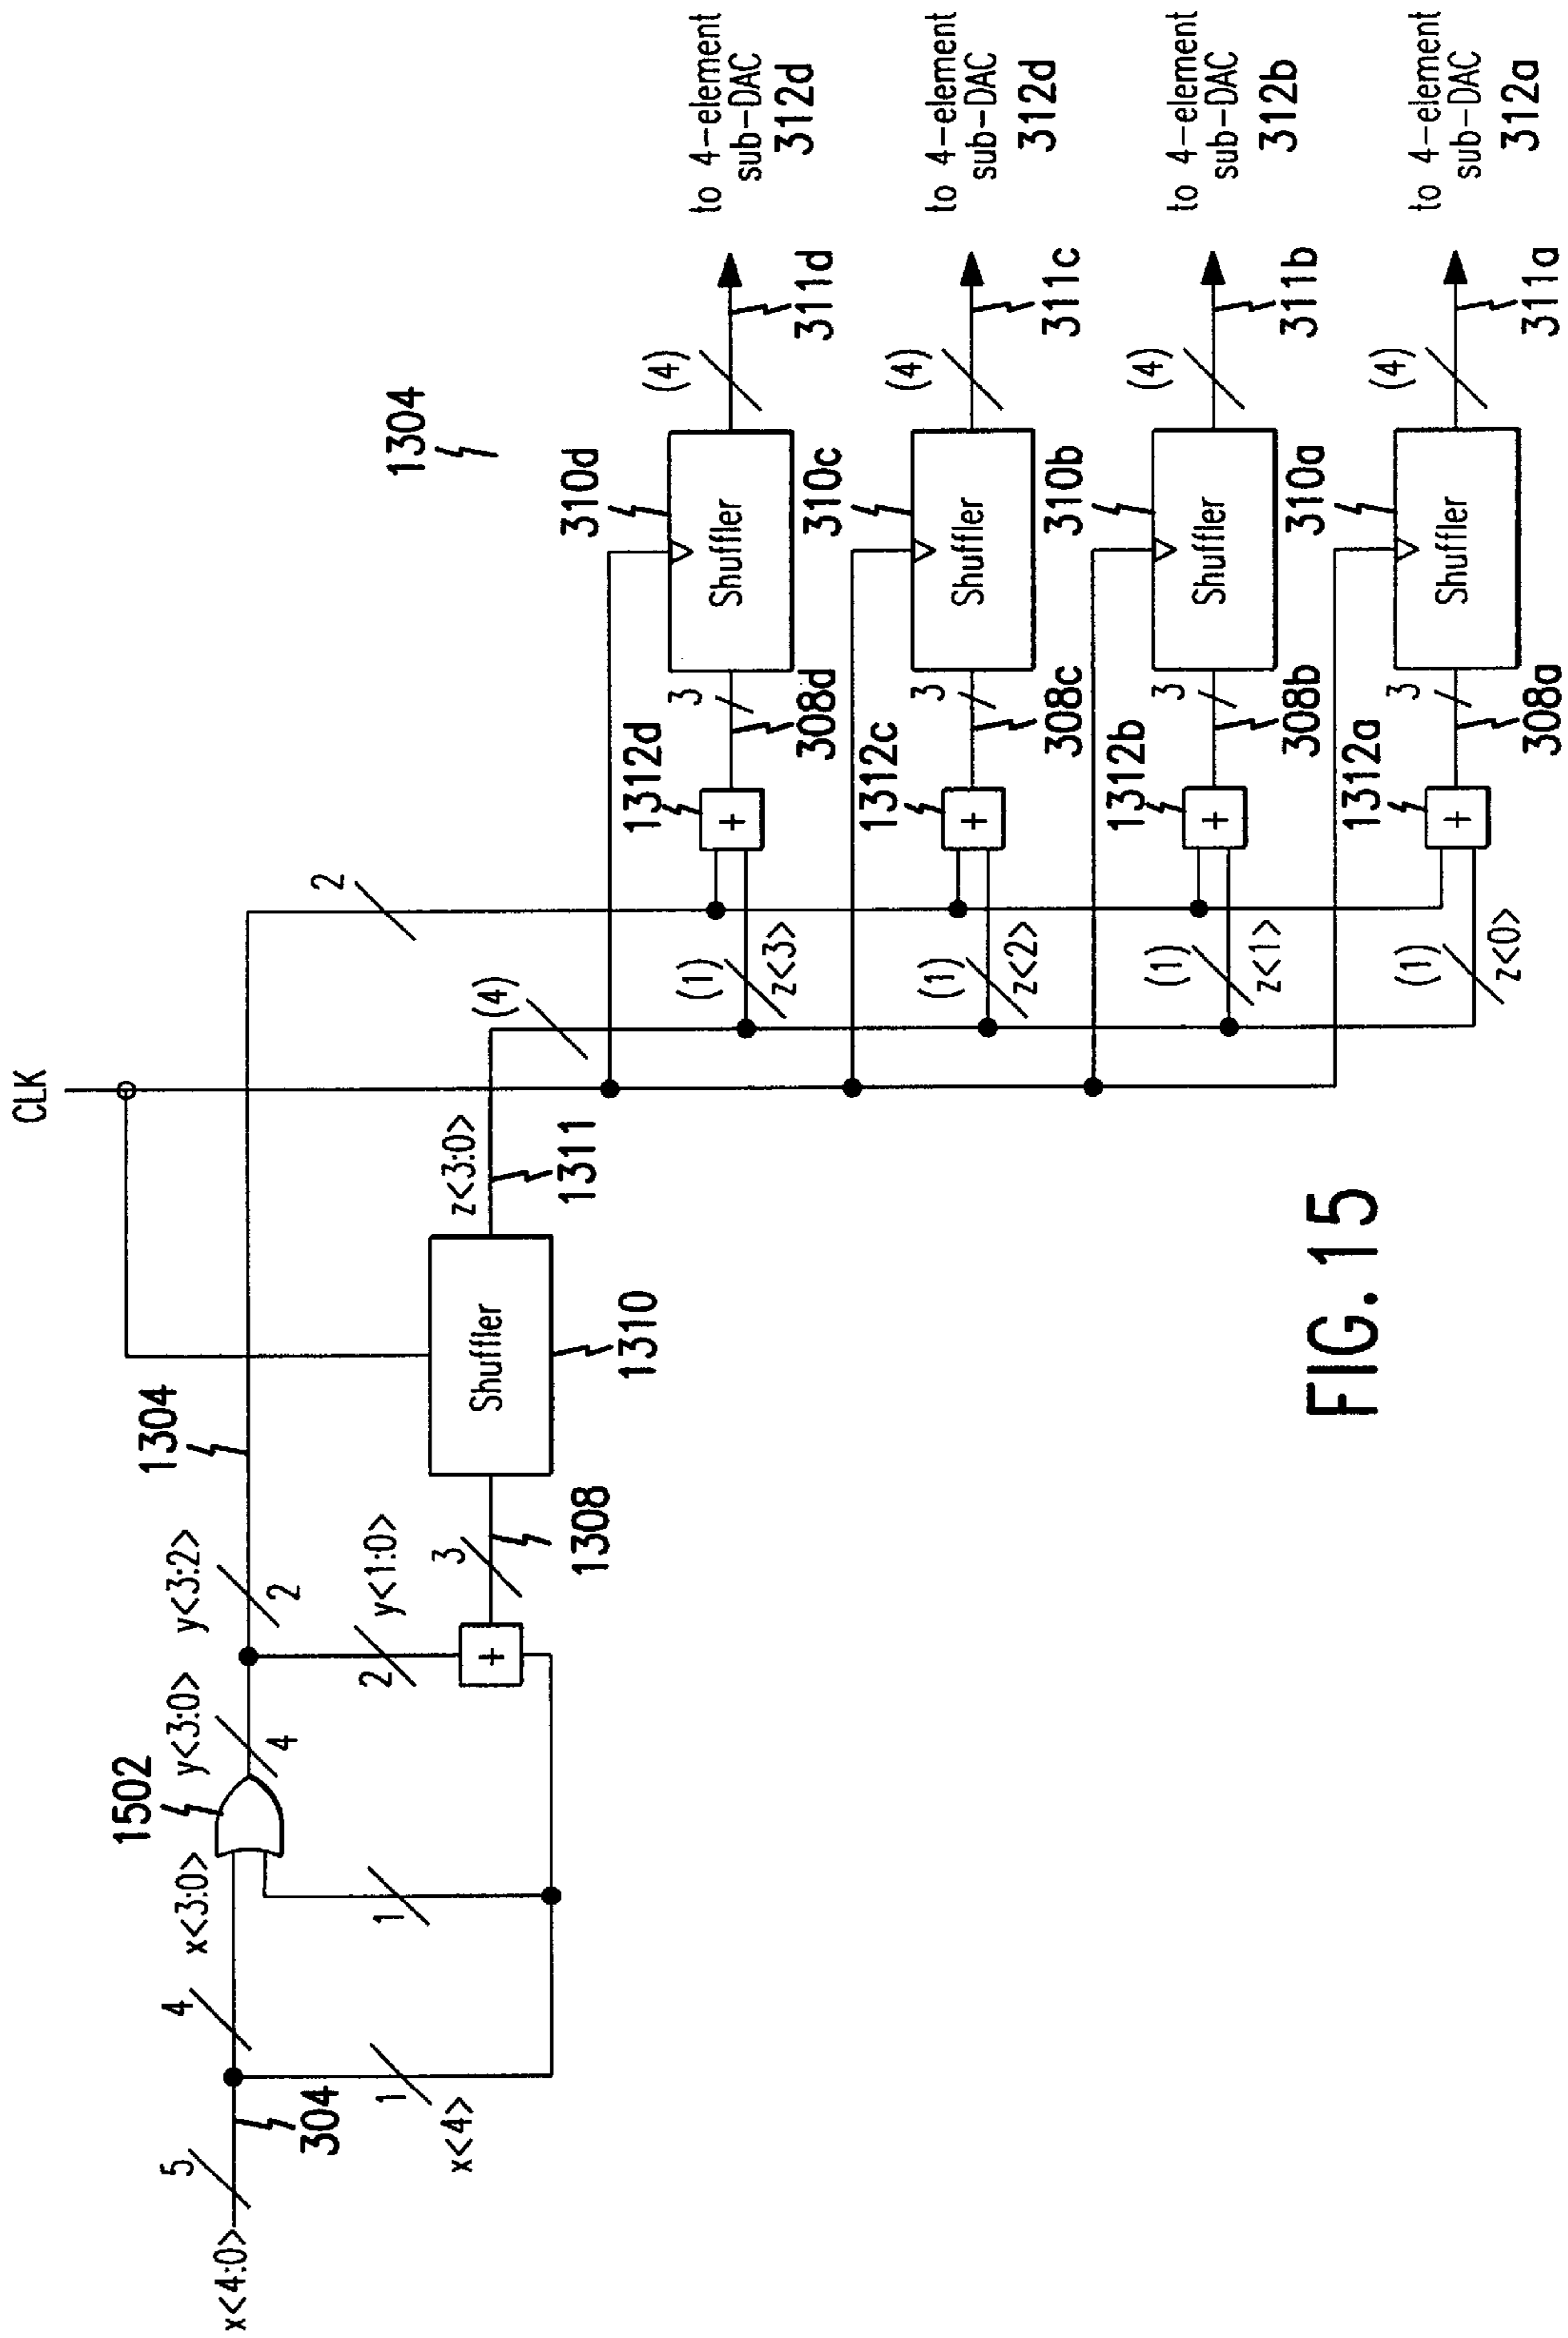 x<4:0>
5
304
4
x<3:0>
1
x<4>
1
1502
y<3:0>
4
y<3:2>
2
2
y<1:0>
+
3
1308
1304
Shuffler
1310
z<3:0>
1311
CLK
(4)
2
1304
(1)
z<3>
1312d
+
3
308d
310d
Shuffler
(4)
311d
to 4-element
sub-DAC
312d
(1)
z<2>
1312c
+
3
308c
310c
Shuffler
(4)
311c
to 4-element
sub-DAC
312d
(1)
z<1>
1312b
+
3
308b
310b
Shuffler
(4)
311b
to 4-element
sub-DAC
312b
(1)
z<0>
1312a
+
3
308a
310a
Shuffler
(4)
311a
to 4-element
sub-DAC
312a
FIG. 15